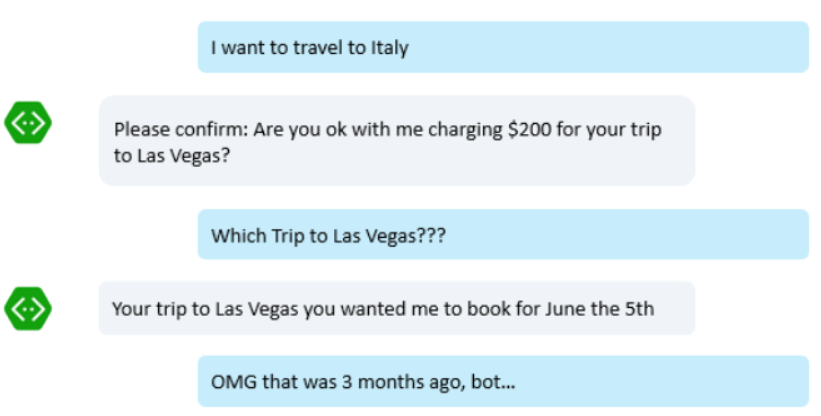 I want to travel to Italy
Please confirm: Are you ok with me charging $200 for your trip
to Las Vegas?
Which Trip to Las Vegas???
Your trip to Las Vegas you wanted me to book for June the 5th
OMG that was 3 months ago, bot...